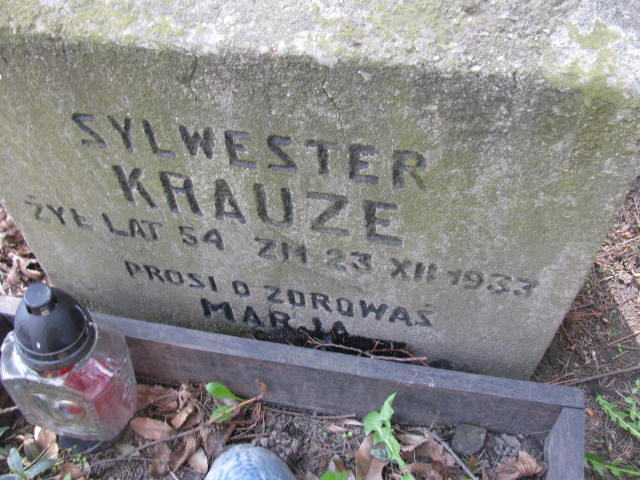 SYLWESTER
KRAUZE
ŻYŁ LAT 54 ZM 23 XII 1933
PROSI O ZDROWAŚ
MARJA